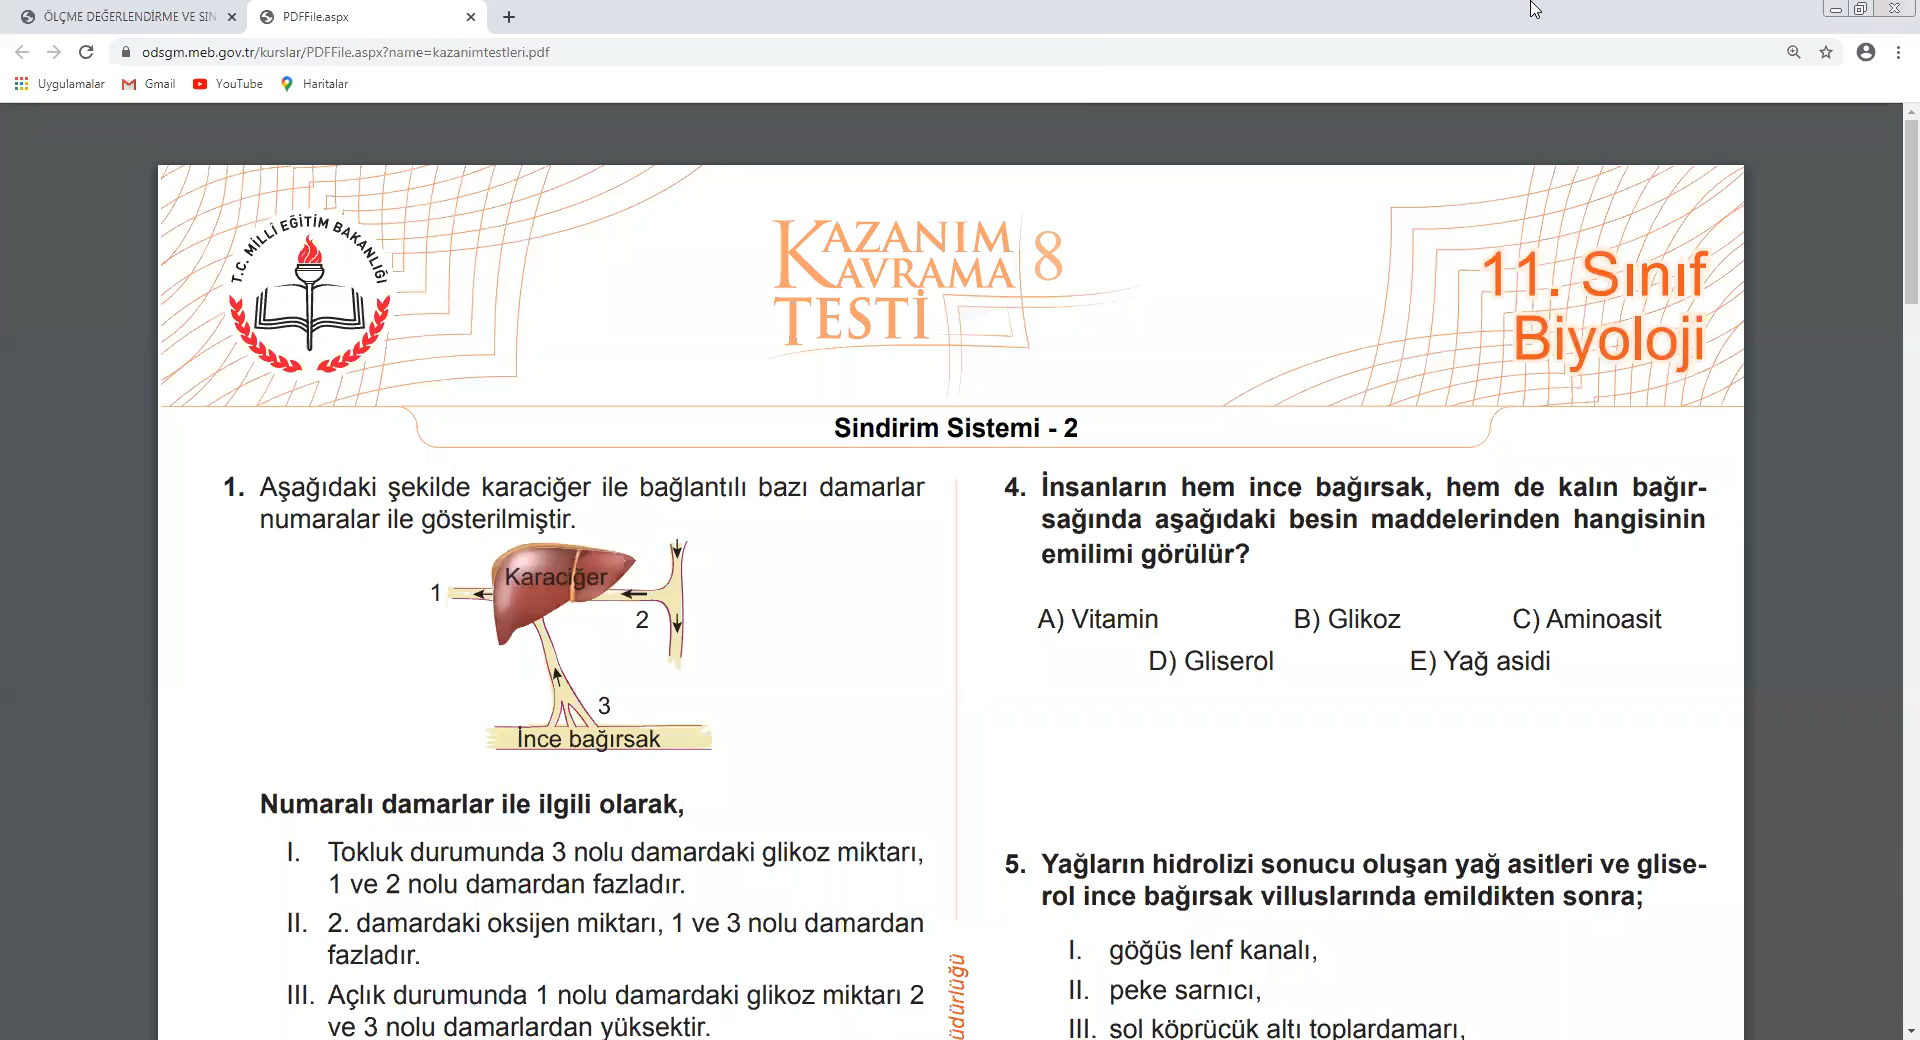 ÖLÇME DEĞERLENDİRME VE SIN
PDFFile.aspx
odsgm.meb.gov.tr/kurslar/PDFFile.aspx?name=kazanimtestleri.pdf
Uygulamalar
Gmail
YouTube
Haritalar
T.C. MİLLİ EĞİTİM BAKANLIĞI
KAZANIM
KAVRAMA
TESTİ
8
11. Sınıf
Biyoloji
Sindirim Sistemi - 2
1. Aşağıdaki şekilde karaciğer ile bağlantılı bazı damarlar
numaralar ile gösterilmiştir.
Karaciğer
1
2
3
İnce bağırsak
Numaralı damarlar ile ilgili olarak,
I. Tokluk durumunda 3 nolu damardaki glikoz miktarı,
1 ve 2 nolu damardan fazladır.
II. 2. damardaki oksijen miktarı, 1 ve 3 nolu damardan
fazladır.
III. Açlık durumunda 1 nolu damardaki glikoz miktarı 2
ve 3 nolu damarlardan yüksektir.
üdürlüğü
4. İnsanların hem ince bağırsak, hem de kalın bağır-
sağında aşağıdaki besin maddelerinden hangisinin
emilimi görülür?
A) Vitamin B) Glikoz C) Aminoasit
D) Gliserol E) Yağ asidi
5. Yağların hidrolizi sonucu oluşan yağ asitleri ve glise-
rol ince bağırsak villuslarında emildikten sonra;
I. göğüs lenf kanalı,
II. peke sarnıcı,
III. sol köprücük altı toplardamarı,